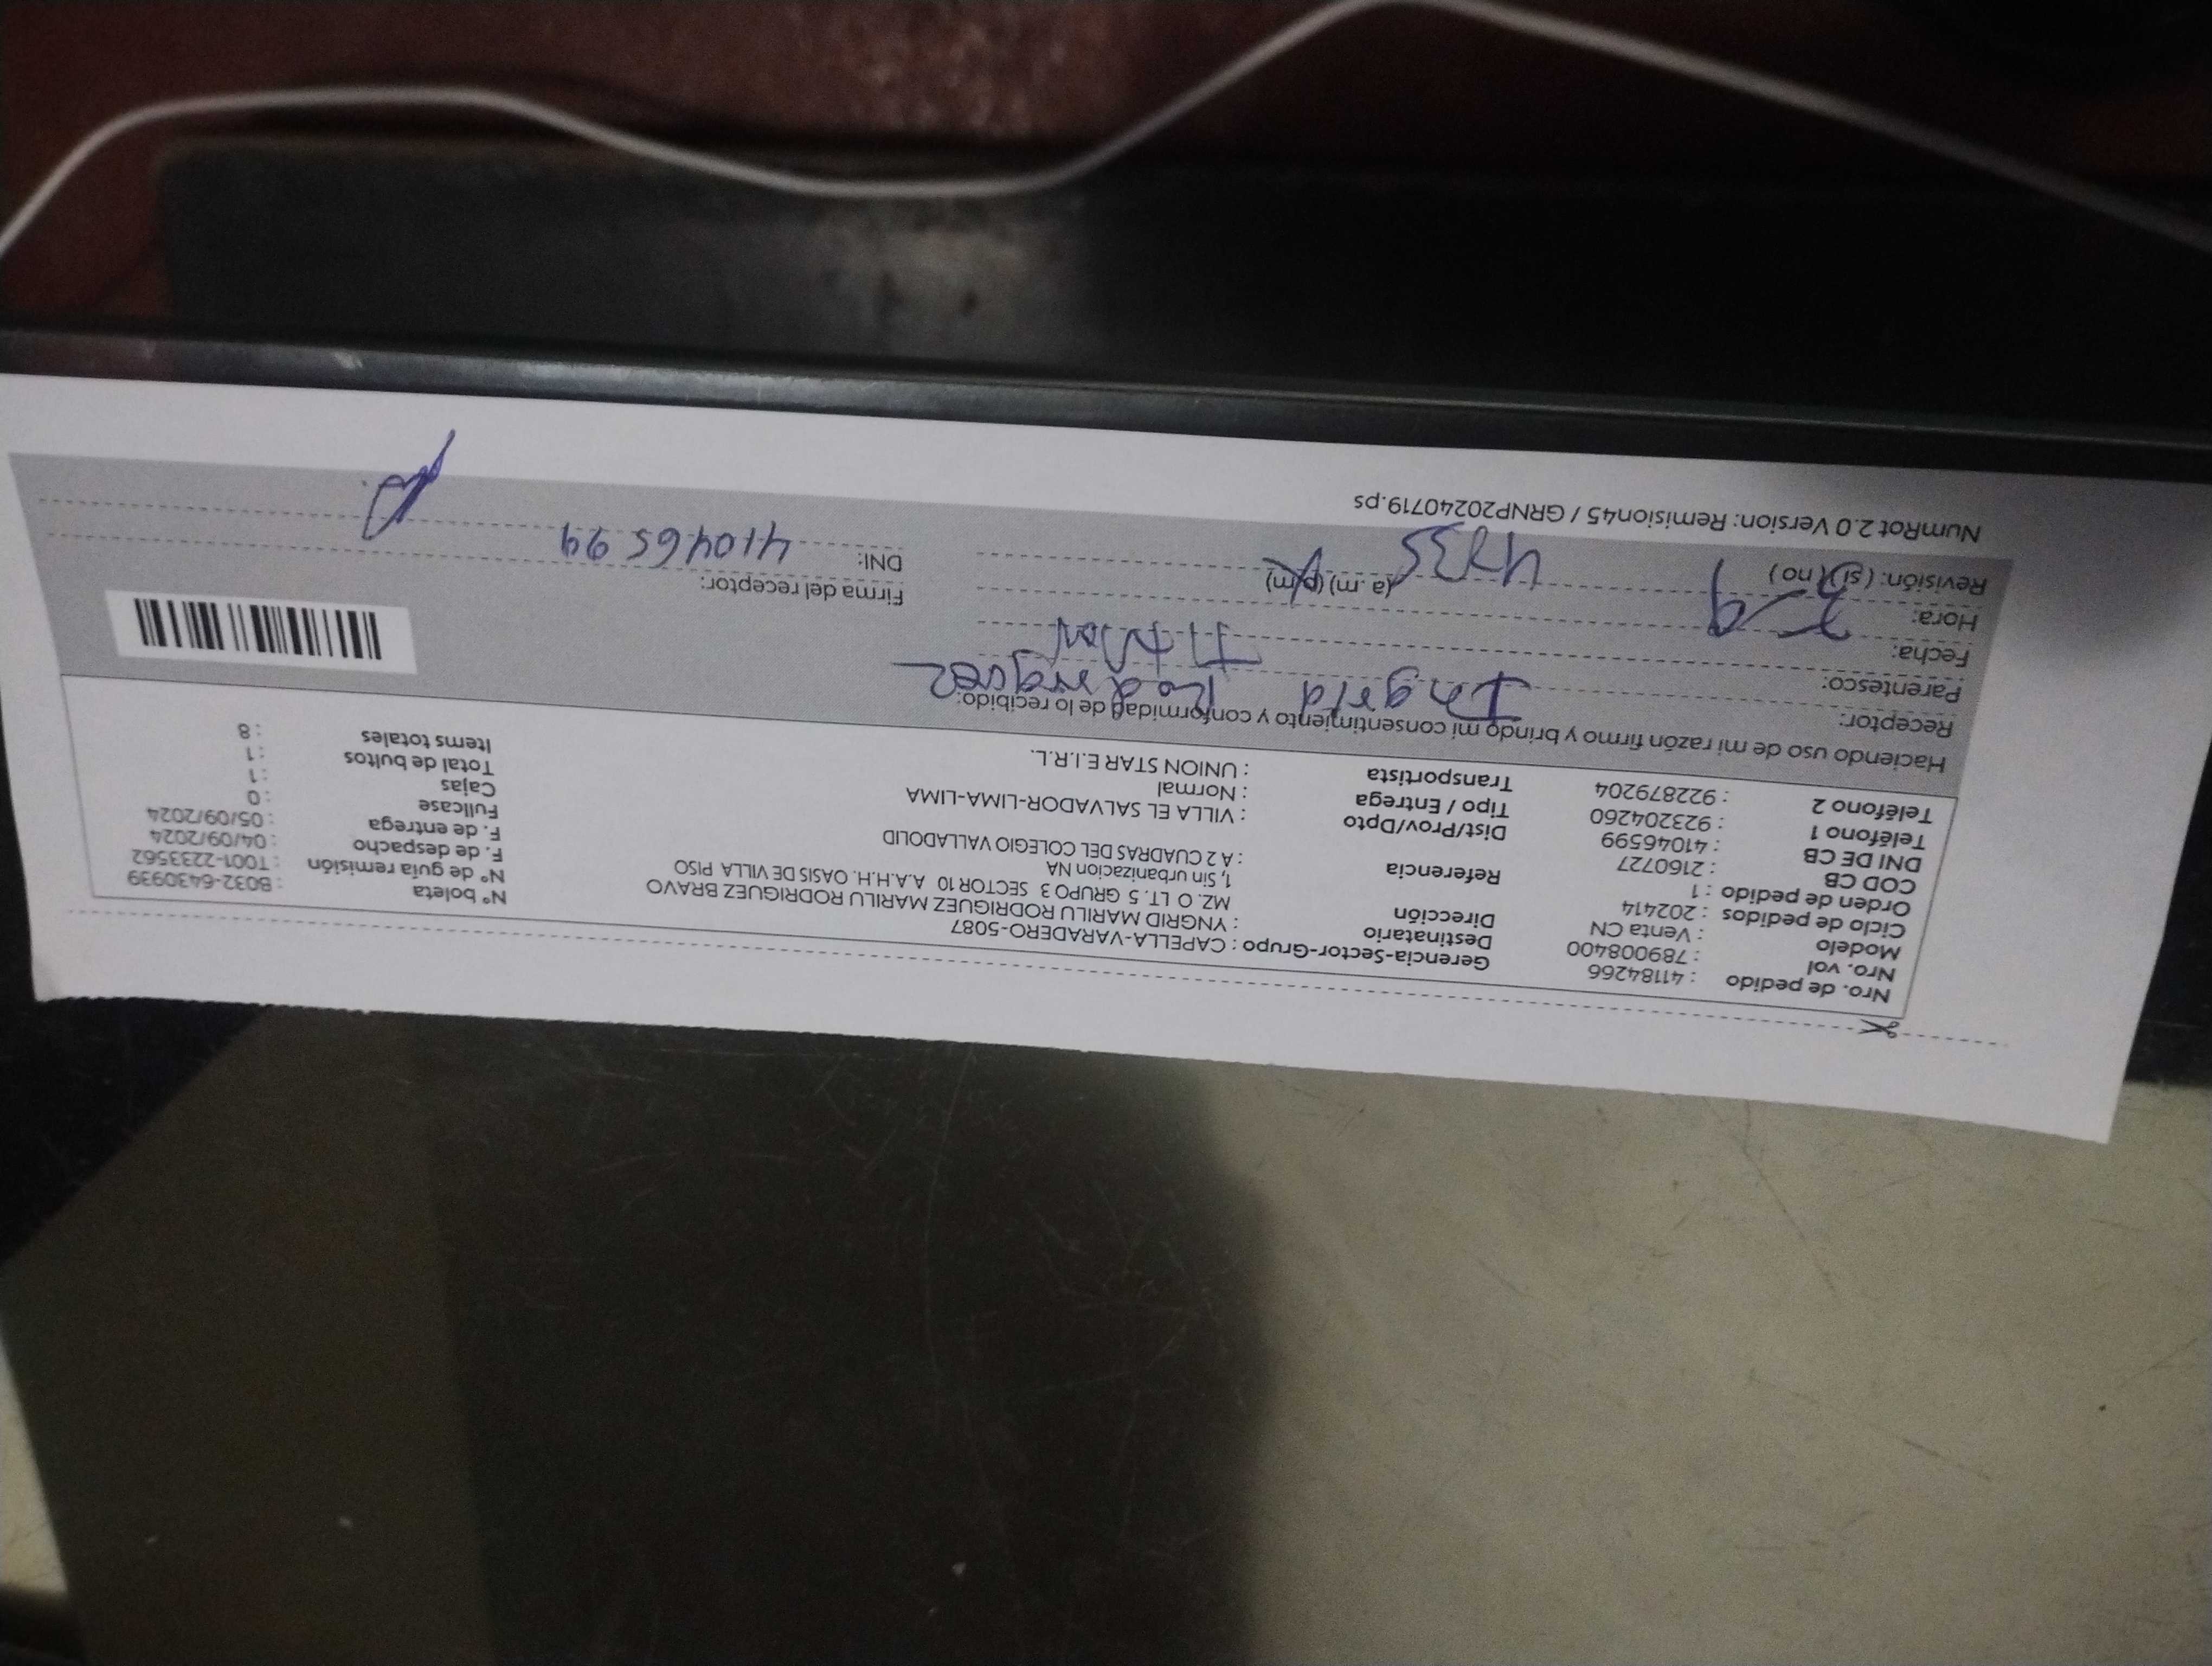 Nro. de pedido : 41184266
Nro. vol : 789008400
Modelo : Venta CN
Ciclo de pedidos : 202414
Orden de pedido : 1
COD CB : 2160727
DNI DE CB : 41046599
Teléfono 1 : 923204260
Teléfono 2 : 922879204
Gerencia-Sector-Grupo : CAPELLA-VARADERO-5087
Destinatario : YNGRID MARILU RODRIGUEZ MARILU RODRIGUEZ BRAVO
Dirección MZ. O LT. 5 GRUPO 3 SECTOR 10 A.A.H.H. OASIS DE VILLA PISO
1, Sin urbanizacion NA
Referencia : A 2 CUADRAS DEL COLEGIO VALLADOLID
Dist/Prov/Dpto : VILLA EL SALVADOR-LIMA-LIMA
Tipo / Entrega : Normal
Transportista : UNION STAR E.I.R.L.
N° boleta : B032-6430939
N° de guía remisión : T001-2233562
F. de despacho : 04/09/2024
F. de entrega : 05/09/2024
Fullcase : 0
Cajas : 1
Total de bultos : 1
Items totales : 8
Haciendo uso de mi razón firmo y brindo mi consentimiento y conformidad de lo recibido:
Receptor: Ingrid Rodriguez
Parentesco: Titular
Fecha:
Hora: (a.m) (p.m)
Revisión: ( si ) ( no )
Firma del receptor:
DNI: 41046599
NumRot 2.0 Version: Remision45 / GRNP20240719.ps